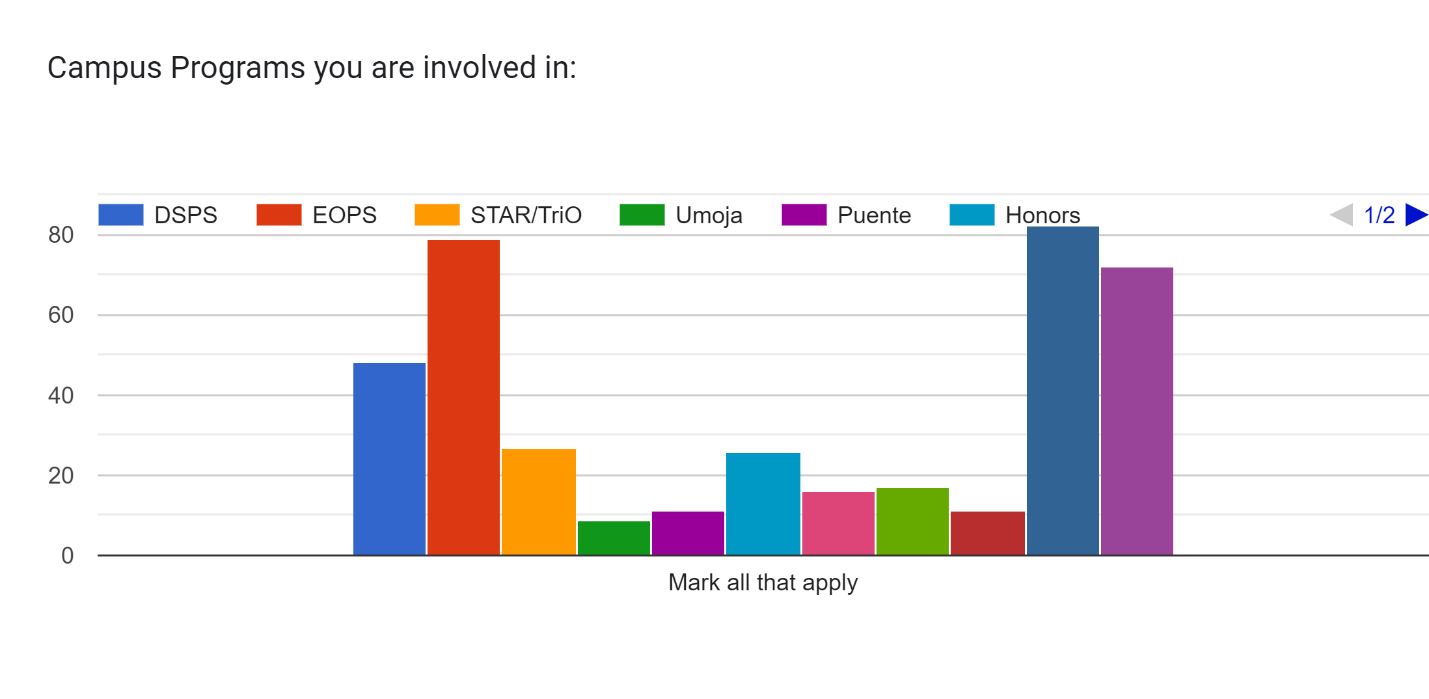 Campus Programs you are involved in:
DSPS EOPS STAR/TriO Umoja Puente Honors 1/2
80
60
40
20
0
Mark all that apply